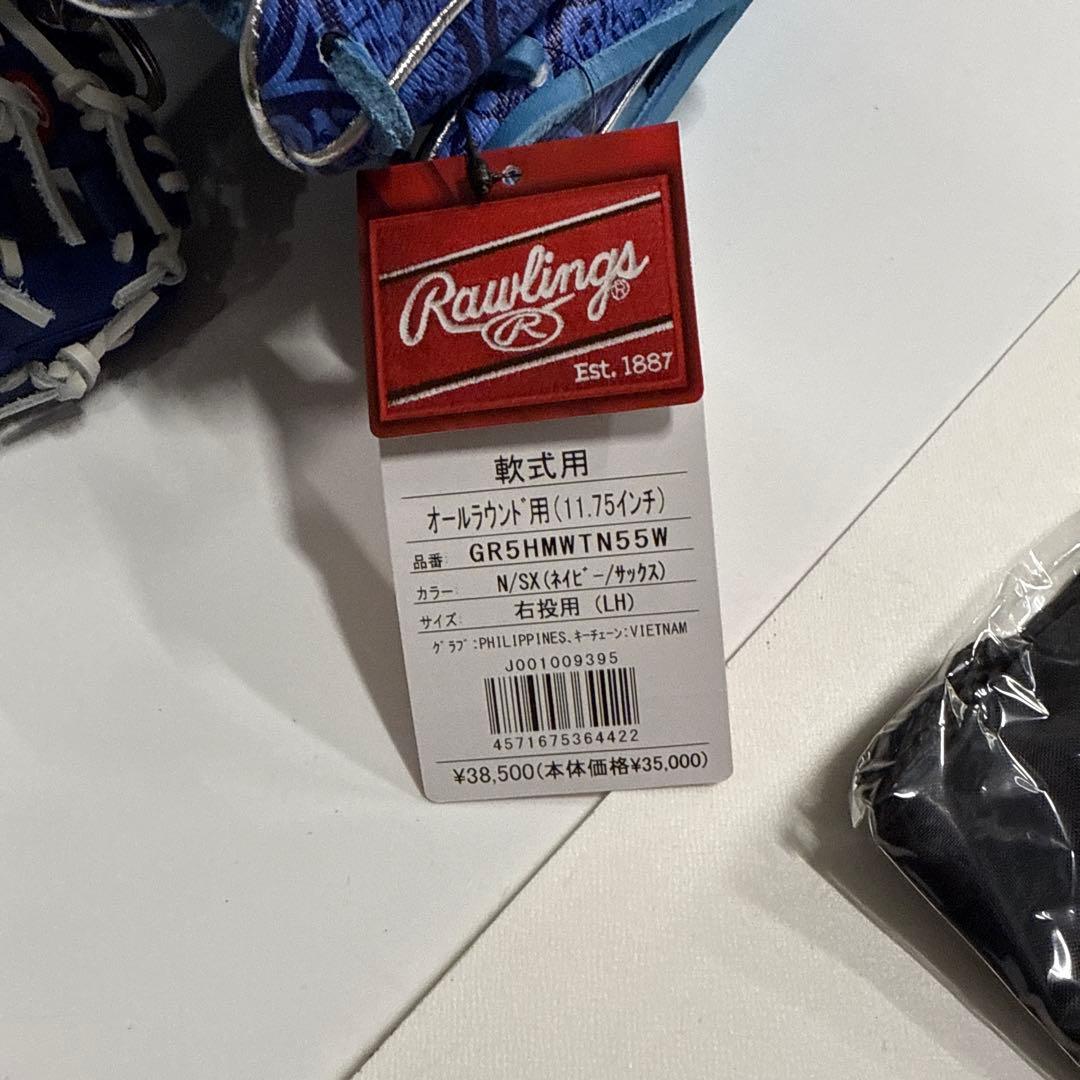 Rawlings®
R
Est. 1887
軟式用
オールラウンド用(11.75インチ)
品番: GR5HMWTN55W
カラー: N/SX(ネイビー/サックス)
サイズ: 右投用 (LH)
グラブ:PHILIPPINES、キーチェーン:VIETNAM
J001009395
4571675364422
¥38,500(本体価格¥35,000)